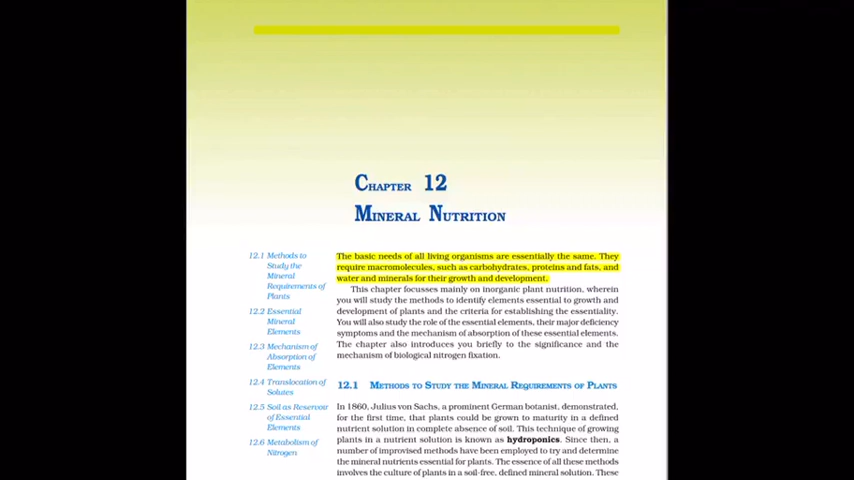 CHAPTER 12
MINERAL NUTRITION
12.1 Methods to
Study the
Mineral
Requirements of
Plants
12.2 Essential
Mineral
Elements
12.3 Mechanism of
Absorption of
Elements
12.4 Translocation of
Solutes
12.5 Soil as Reservoir
of Essential
Elements
12.6 Metabolism of
Nitrogen
The basic needs of all living organisms are essentially the same. They
require macromolecules, such as carbohydrates, proteins and fats, and
water and minerals for their growth and development.
This chapter focusses mainly on inorganic plant nutrition, wherein
you will study the methods to identify elements essential to growth and
development of plants and the criteria for establishing the essentiality.
You will also study the role of the essential elements, their major deficiency
symptoms and the mechanism of absorption of these essential elements.
The chapter also introduces you briefly to the significance and the
mechanism of biological nitrogen fixation.
12.1 METHODS TO STUDY THE MINERAL REQUIREMENTS OF PLANTS
In 1860, Julius von Sachs, a prominent German botanist, demonstrated,
for the first time, that plants could be grown to maturity in a defined
nutrient solution in complete absence of soil. This technique of growing
plants in a nutrient solution is known as hydroponics. Since then, a
number of improvised methods have been employed to try and determine
the mineral nutrients essential for plants. The essence of all these methods
involves the culture of plants in a soil-free, defined mineral solution. These